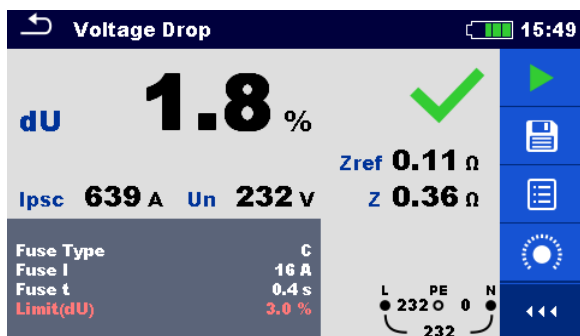 Voltage Drop 15:49
dU 1.8 %
Zref 0.11 Ω
Ipsc 639 A Un 232 V Z 0.36 Ω
Fuse Type C
Fuse I 16 A
Fuse t 0.4 s
Limit(dU) 3.0 %
L PE N
232 0
232